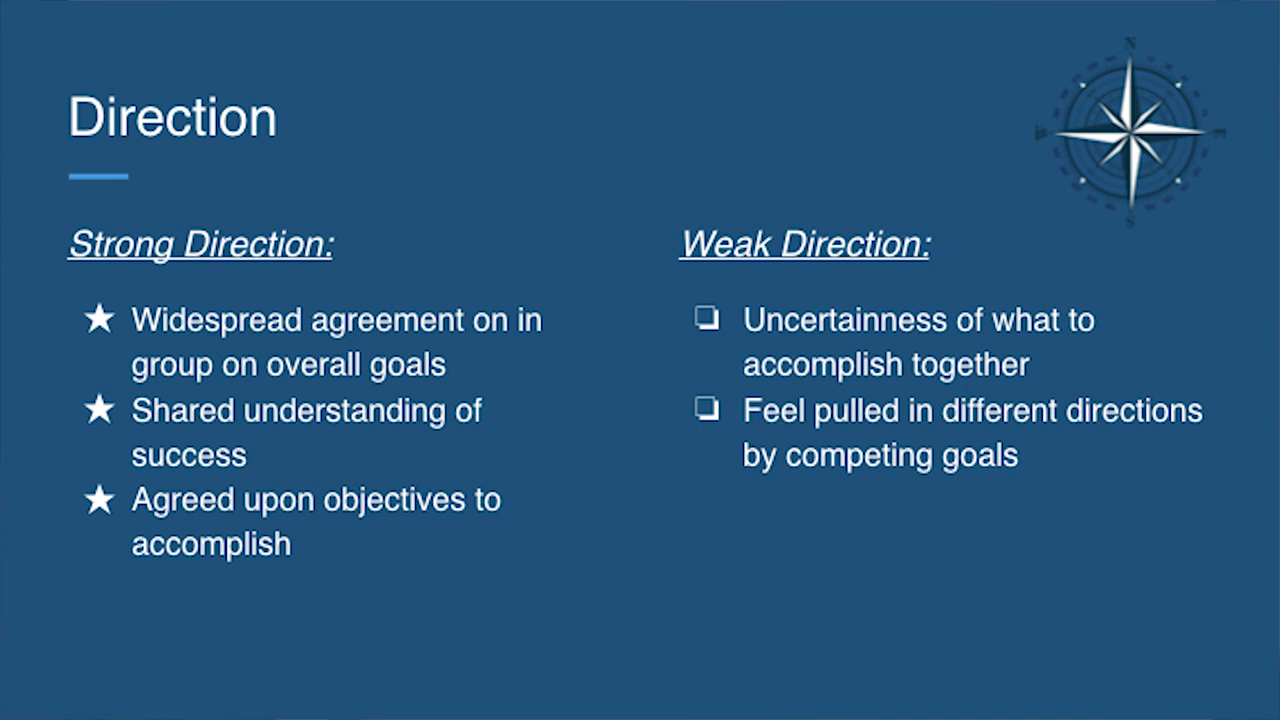 Direction
N
W
E
S
Strong Direction:
★ Widespread agreement on in
group on overall goals
★ Shared understanding of
success
★ Agreed upon objectives to
accomplish
Weak Direction:
❏ Uncertainness of what to
accomplish together
❏ Feel pulled in different directions
by competing goals